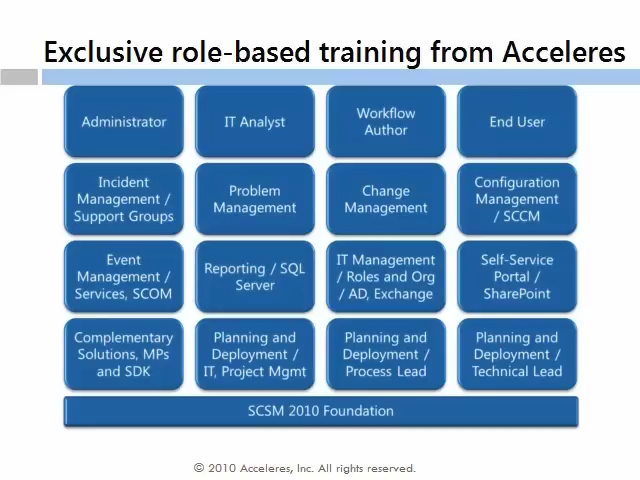 Exclusive role-based training from Acceleres
Administrator
IT Analyst
Workflow
Author
End User
Incident
Management /
Support Groups
Problem
Management
Change
Management
Configuration
Management
/ SCCM
Event
Management /
Services, SCOM
Reporting / SQL
Server
IT Management
/ Roles and Org
/ AD, Exchange
Self-Service
Portal /
SharePoint
Complementary
Solutions, MPs
and SDK
Planning and
Deployment /
IT, Project Mgmt
Planning and
Deployment /
Process Lead
Planning and
Deployment /
Technical Lead
SCSM 2010 Foundation
© 2010 Acceleres, Inc. All rights reserved.